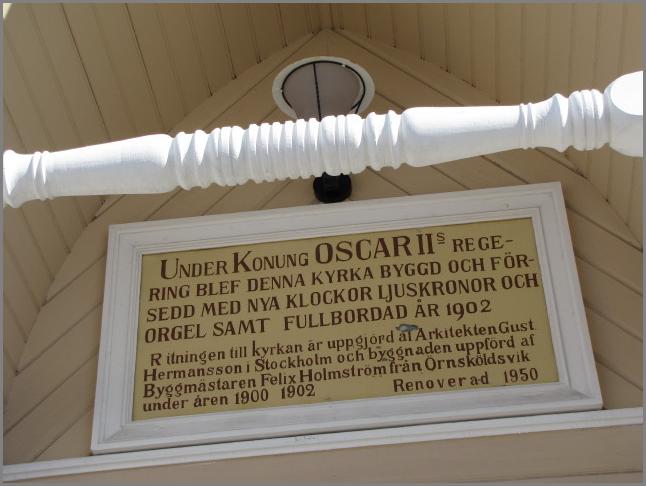 UNDER KONUNG OSCAR IIS REGE-
RING BLEF DENNA KYRKA BYGGD OCH FÖR-
SEDD MED NYA KLOCKOR LJUSKRONOR OCH
ORGEL SAMT FULLBORDAD ÅR 1902
Ritningen till kyrkan är uppgjord af Arkitekten Gust.
Hermansson i Stockholm och byggnaden uppförd af
Byggmästaren Felix Holmström från Örnsköldsvik
under åren 1900 1902 Renoverad 1950